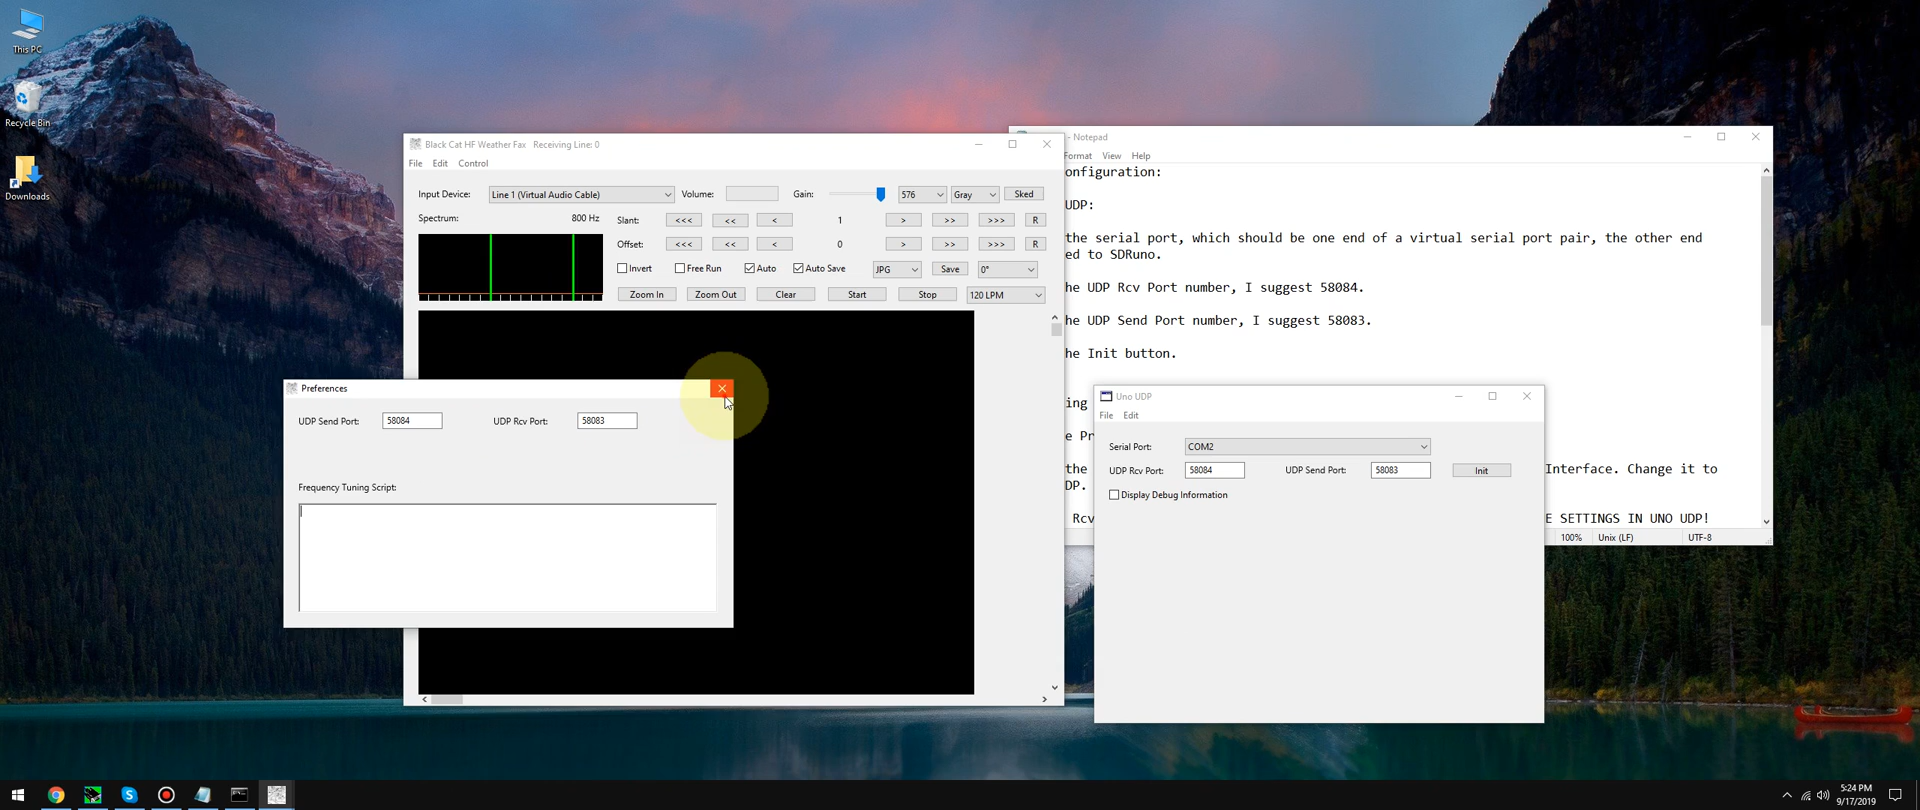 This PC
Recycle Bin
Downloads
Black Cat HF Weather Fax Receiving Line: 0
File Edit Control
Input Device: Line 1 (Virtual Audio Cable) Volume: Gain: 576 Gray Sked
Spectrum: 800 Hz Slant: <<< << < 1 > >> >>> R
Offset: <<< << < 0 > >> >>> R
Invert Free Run Auto Auto Save JPG Save 0°
Zoom In Zoom Out Clear Start Stop 120 LPM
Preferences
UDP Send Port: 58084 UDP Rcv Port: 58083
Frequency Tuning Script:
- Notepad
Format View Help
onfiguration:
UDP:
the serial port, which should be one end of a virtual serial port pair, the other end
ed to SDRuno.
he UDP Rcv Port number, I suggest 58084.
he UDP Send Port number, I suggest 58083.
he Init button.
ing
e Pr
the Interface. Change it to
DP.
Rcv E SETTINGS IN UNO UDP!
100% Unix (LF) UTF-8
Uno UDP
File Edit
Serial Port: COM2
UDP Rcv Port: 58084 UDP Send Port: 58083 Init
Display Debug Information
5:24 PM
9/17/2019